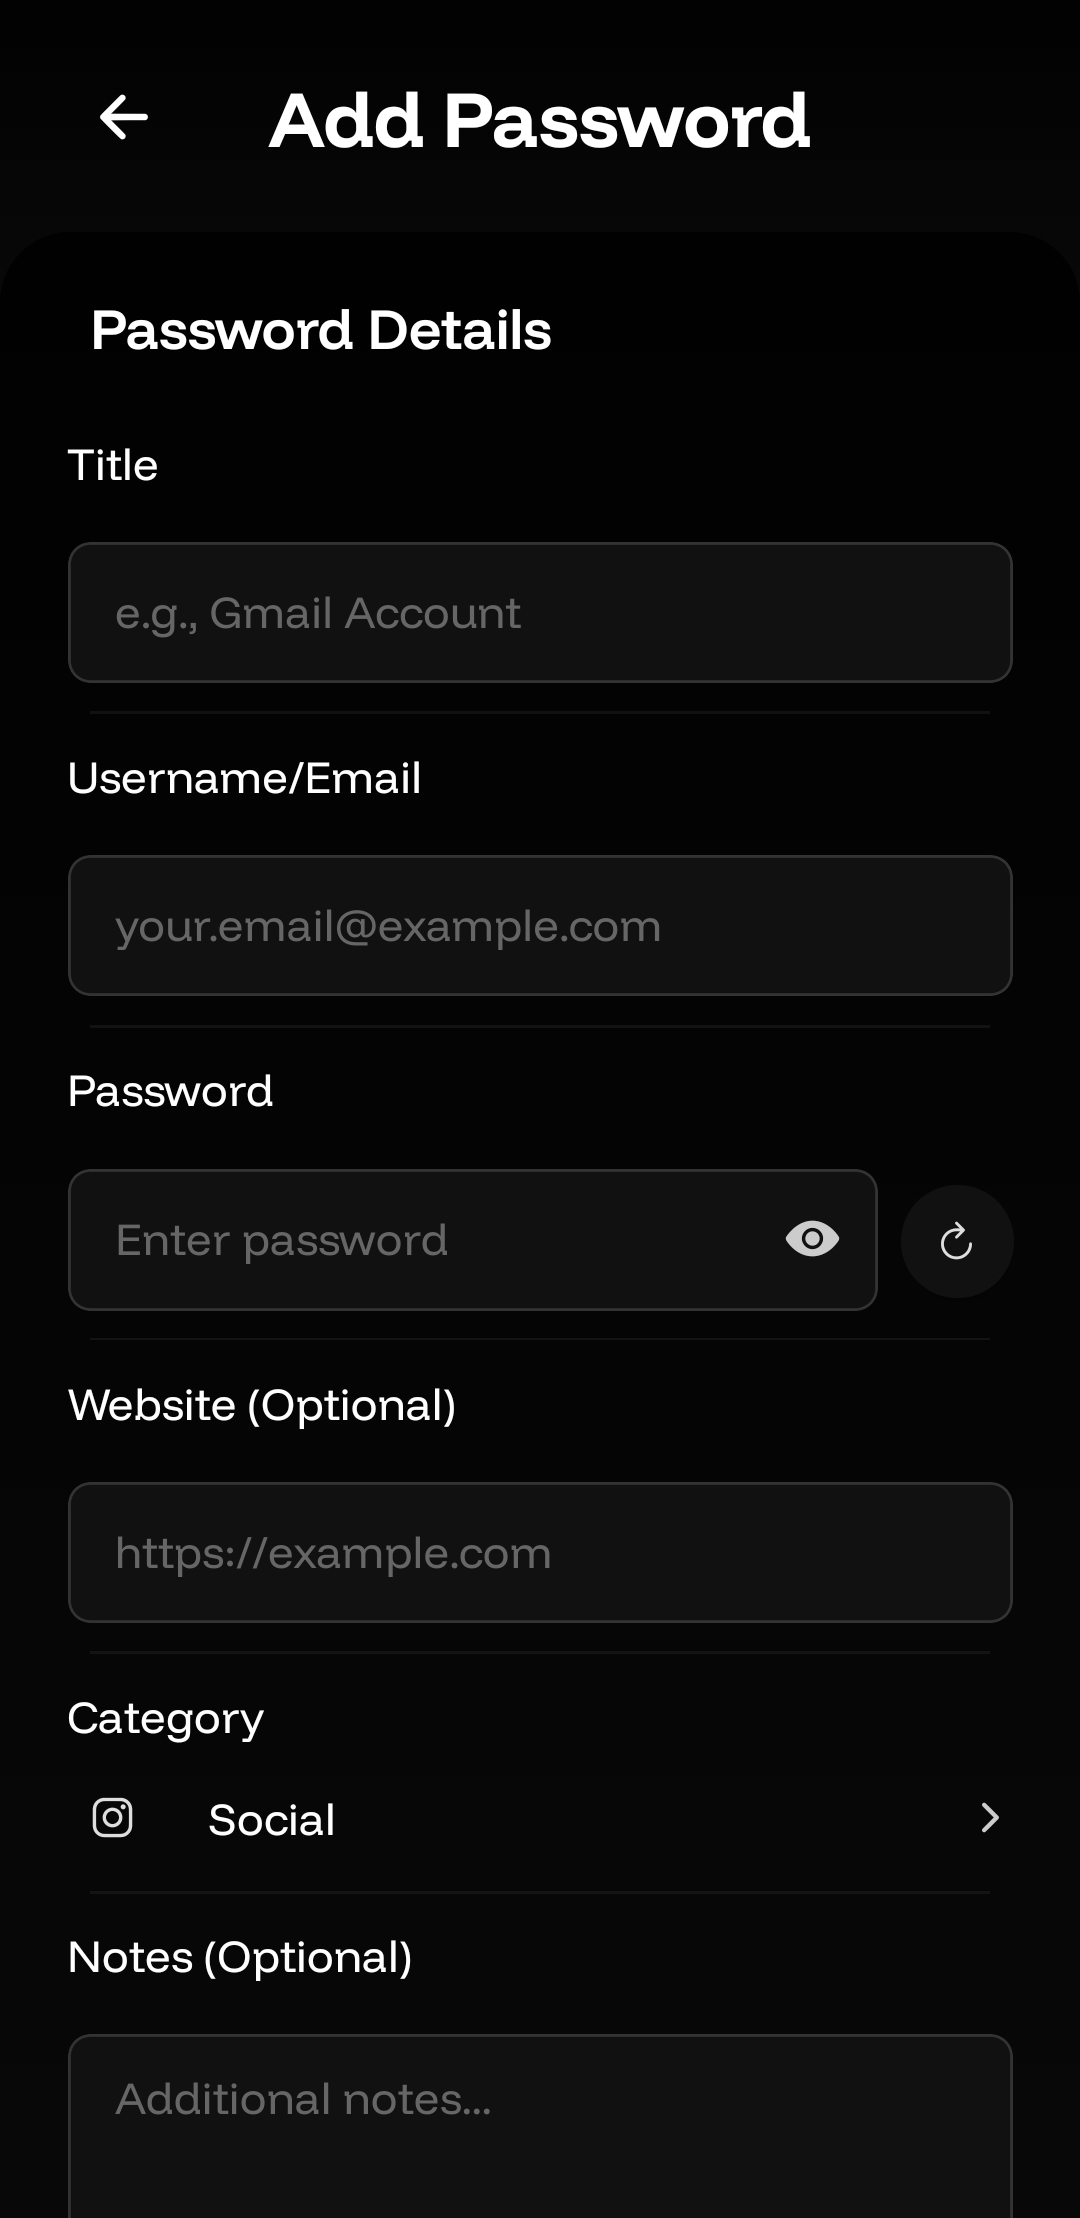 Add Password
Password Details
Title
e.g., Gmail Account
Username/Email
your.email@example.com
Password
Enter password
Website (Optional)
https://example.com
Category
Social
Notes (Optional)
Additional notes...